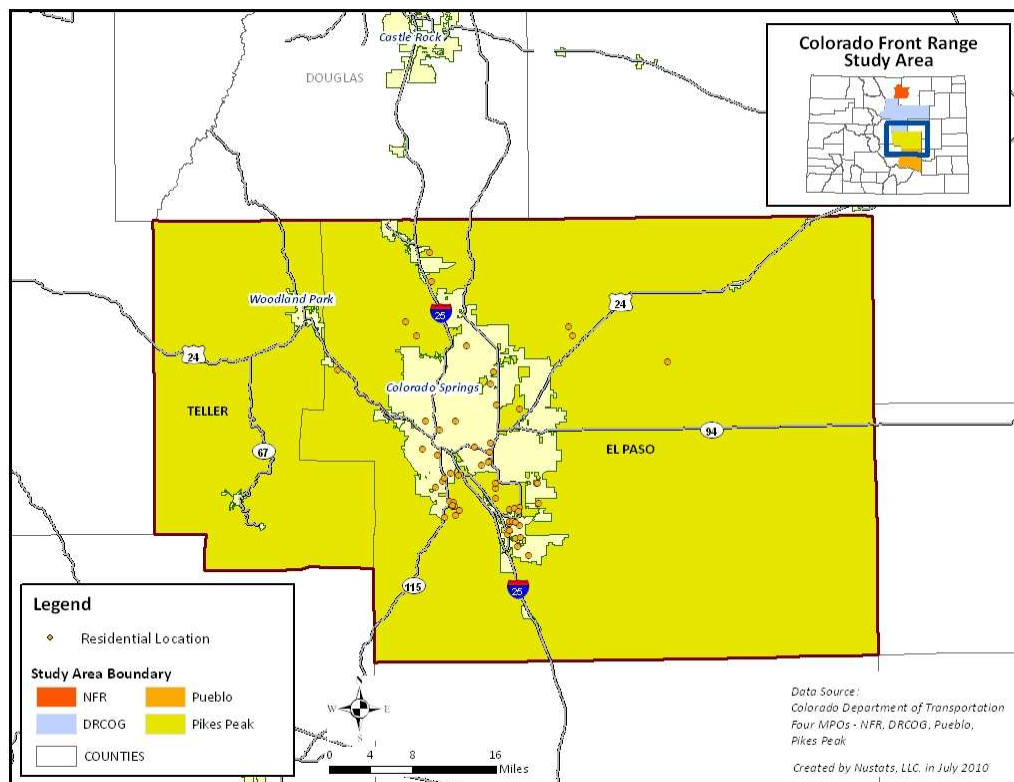 Castle Rock
DOUGLAS
Colorado Front Range
Study Area
Woodland Park
25
24
24
Colorado Springs
TELLER
94
EL PASO
67
115
25
Legend
Residential Location
Study Area Boundary
NFR
Pueblo
DRCOG
Pikes Peak
COUNTIES
N
W E
S
0 4 8 16
Miles
Data Source:
Colorado Department of Transportation
Four MPOs - NFR, DRCOG, Pueblo,
Pikes Peak
Created by Nustats, LLC. in July 2010